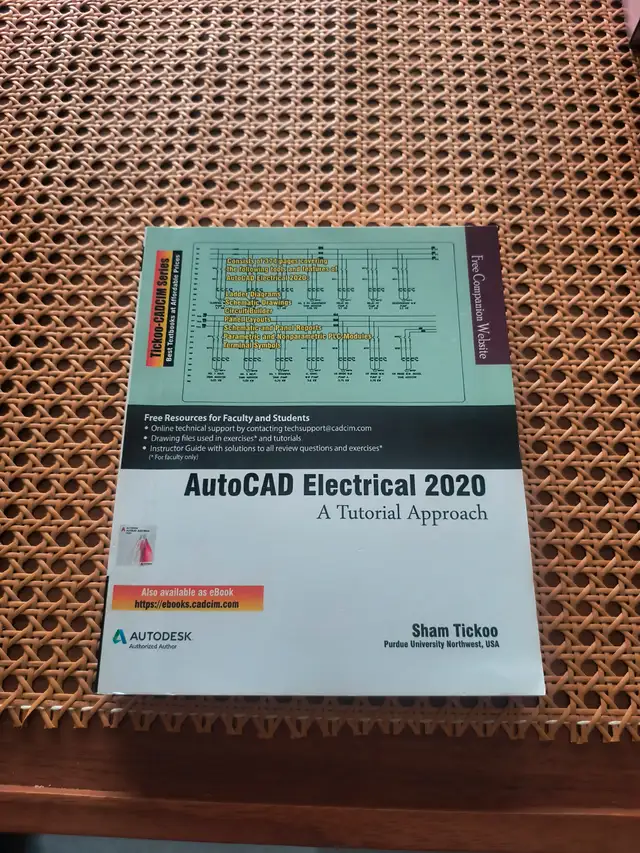 Tickoo-CADCIM Series
Best Textbooks at Affordable Prices
Free Companion Website
Consists of 374 pages covering
the following tools and features of
AutoCAD Electrical 2020
Ladder Diagrams
Schematic Drawings
Circuit Builder
Panel Layouts
Schematic and Panel Reports
Parametric and Nonparametric PLC Modules
Terminal Symbols
Free Resources for Faculty and Students
• Online technical support by contacting techsupport@cadcim.com
• Drawing files used in exercises* and tutorials
• Instructor Guide with solutions to all review questions and exercises*
(* For faculty only)
AutoCAD Electrical 2020
A Tutorial Approach
Also available as eBook
https://ebooks.cadcim.com
AUTODESK
Authorized Author
Sham Tickoo
Purdue University Northwest, USA